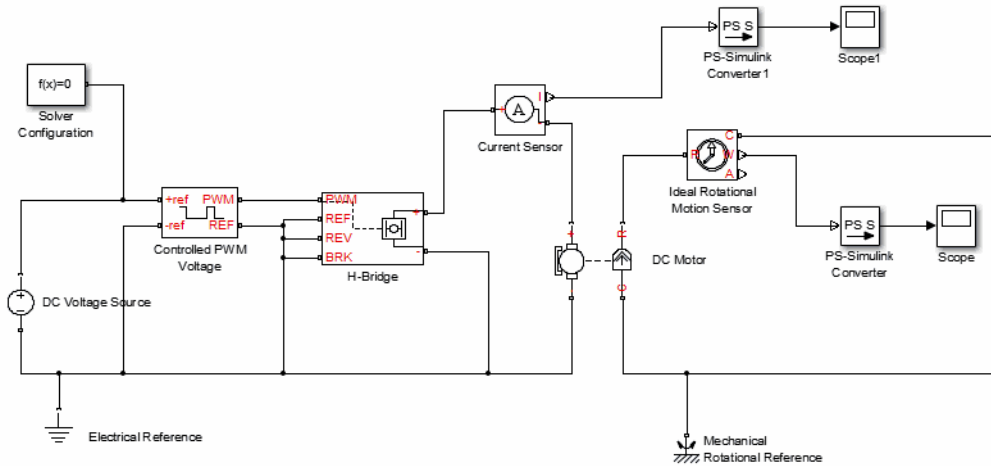 PS S
PS-Simulink
Converter1
Scope1
f(x)=0
Solver
Configuration
+
A
I
-
Current Sensor
R
C
W
A
Ideal Rotational
Motion Sensor
+ref
PWM
-ref
REF
Controlled PWM
Voltage
PWM
REF
REV
BRK
+
-
H-Bridge
PS S
PS-Simulink
Converter
Scope
+
R
C
DC Motor
DC Voltage Source
Electrical Reference
Mechanical
Rotational Reference